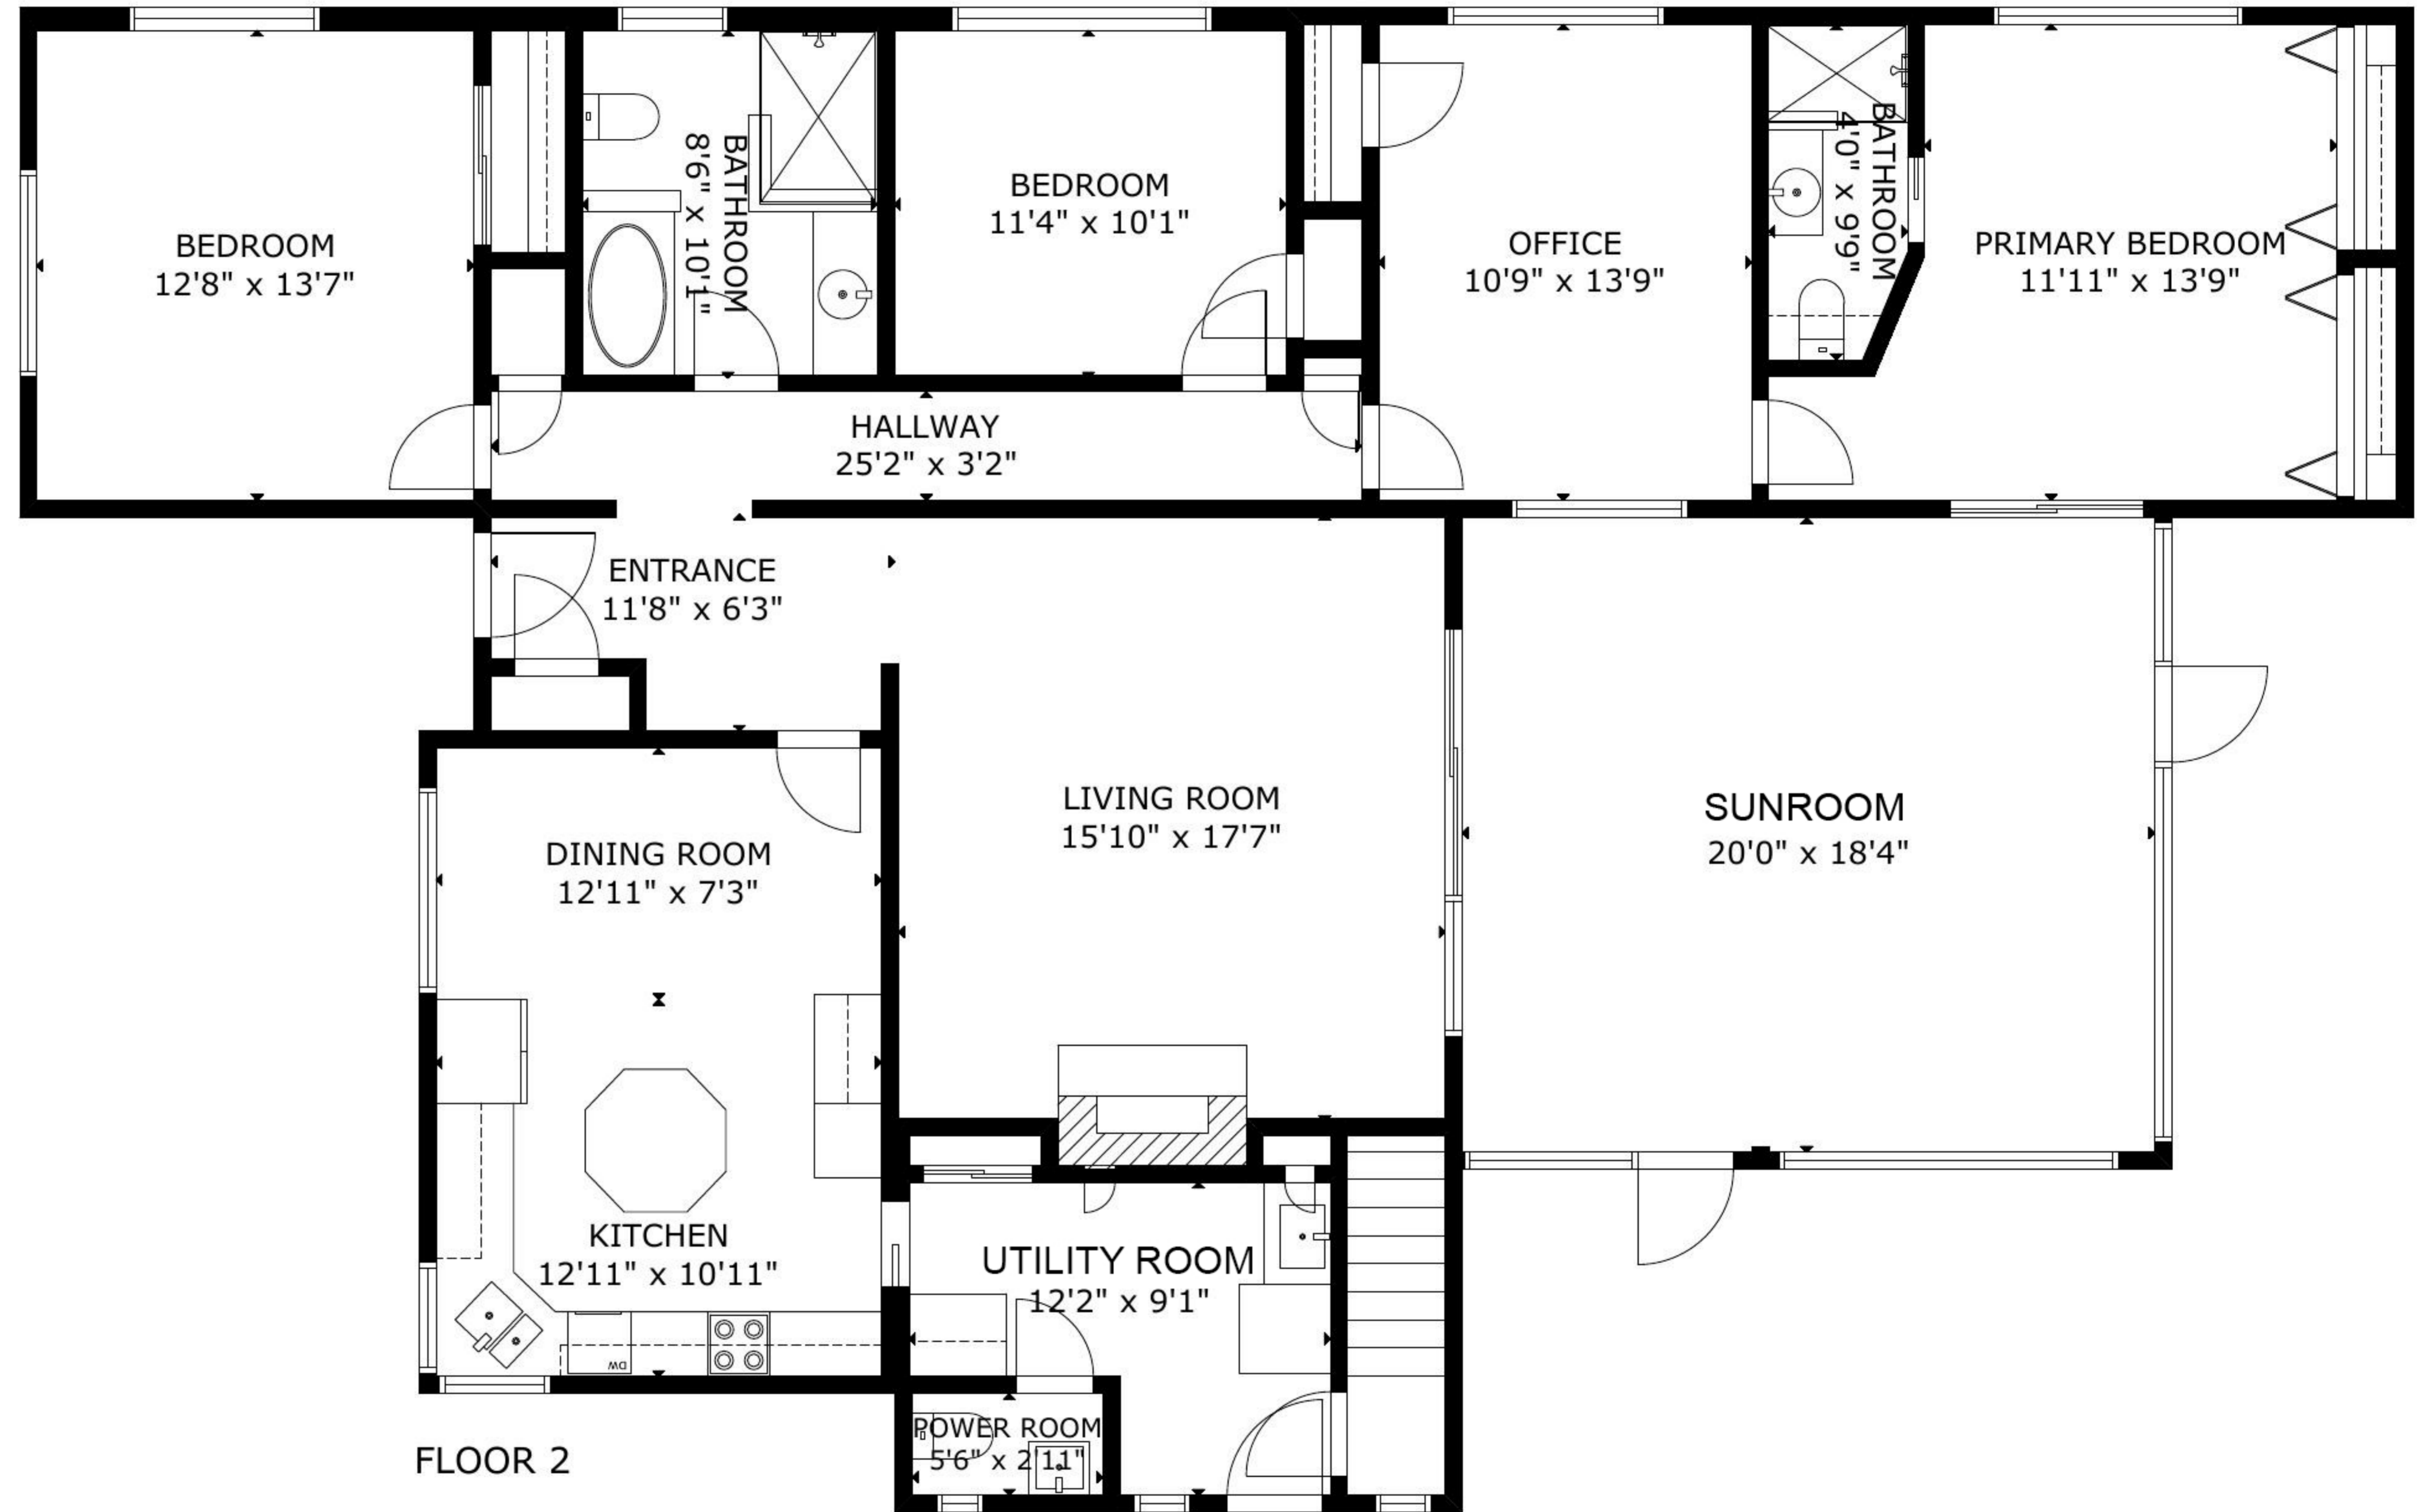 BEDROOM
12'8" x 13'7"
BATHROOM
8'6" x 10'1"
BEDROOM
11'4" x 10'1"
OFFICE
10'9" x 13'9"
BATHROOM
4'0" x 9'9"
PRIMARY BEDROOM
11'11" x 13'9"
HALLWAY
25'2" x 3'2"
ENTRANCE
11'8" x 6'3"
LIVING ROOM
15'10" x 17'7"
SUNROOM
20'0" x 18'4"
DINING ROOM
12'11" x 7'3"
KITCHEN
12'11" x 10'11"
DW
UTILITY ROOM
12'2" x 9'1"
POWER ROOM
5'6" x 2'11"
FLOOR 2